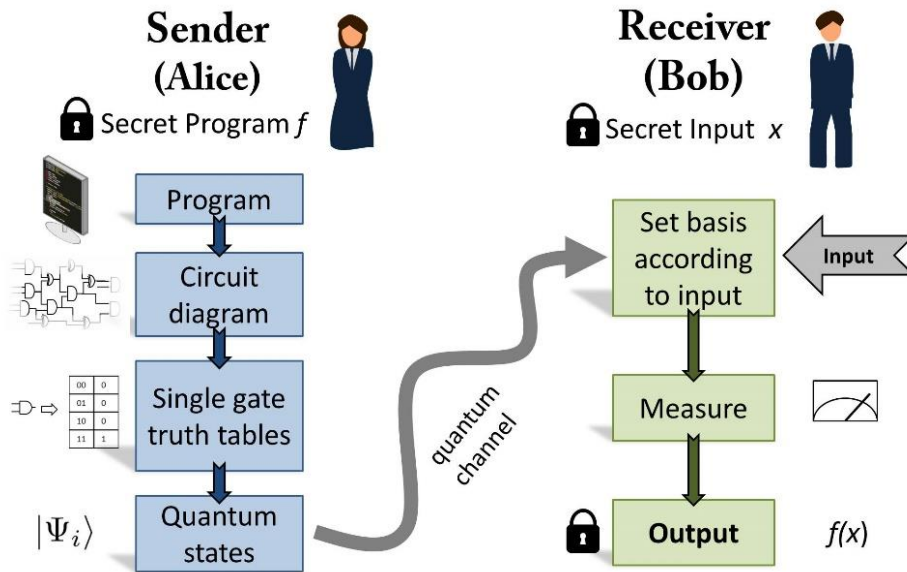 Sender
(Alice)
Secret Program f
Program
Circuit
diagram
00 0
01 0
10 0
11 1
Single gate
truth tables
|Ψᵢ⟩
Quantum
states
quantum
channel
Receiver
(Bob)
Secret Input x
Set basis
according
to input
Input
Measure
Output
f(x)